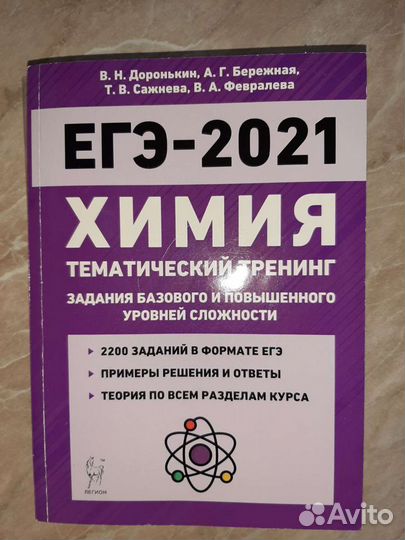 В. Н. Доронькин, А. Г. Бережная,
Т. В. Сажнева, В. А. Февралева
ЕГЭ-2021
ХИМИЯ
ТЕМАТИЧЕСКИЙ ТРЕНИНГ
ЗАДАНИЯ БАЗОВОГО И ПОВЫШЕННОГО
УРОВНЕЙ СЛОЖНОСТИ
2200 ЗАДАНИЙ В ФОРМАТЕ ЕГЭ
ПРИМЕРЫ РЕШЕНИЯ И ОТВЕТЫ
ТЕОРИЯ ПО ВСЕМ РАЗДЕЛАМ КУРСА
TM
ЛЕГИОН
Avito